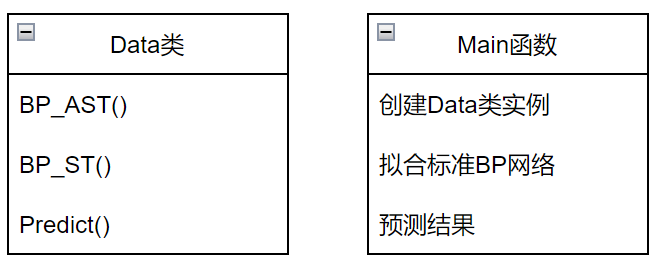 Data类
BP_AST()
BP_ST()
Predict()
Main函数
创建Data类实例
拟合标准BP网络
预测结果